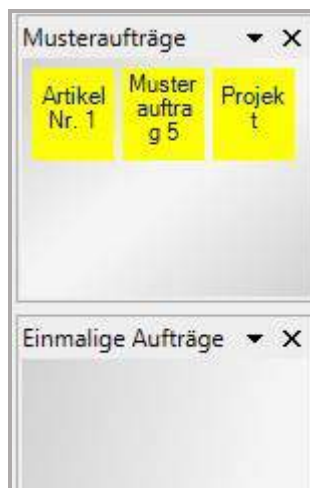 Musteraufträge
Artikel
Nr. 1
Muster
auftra
g 5
Projek
t
Einmalige Aufträge